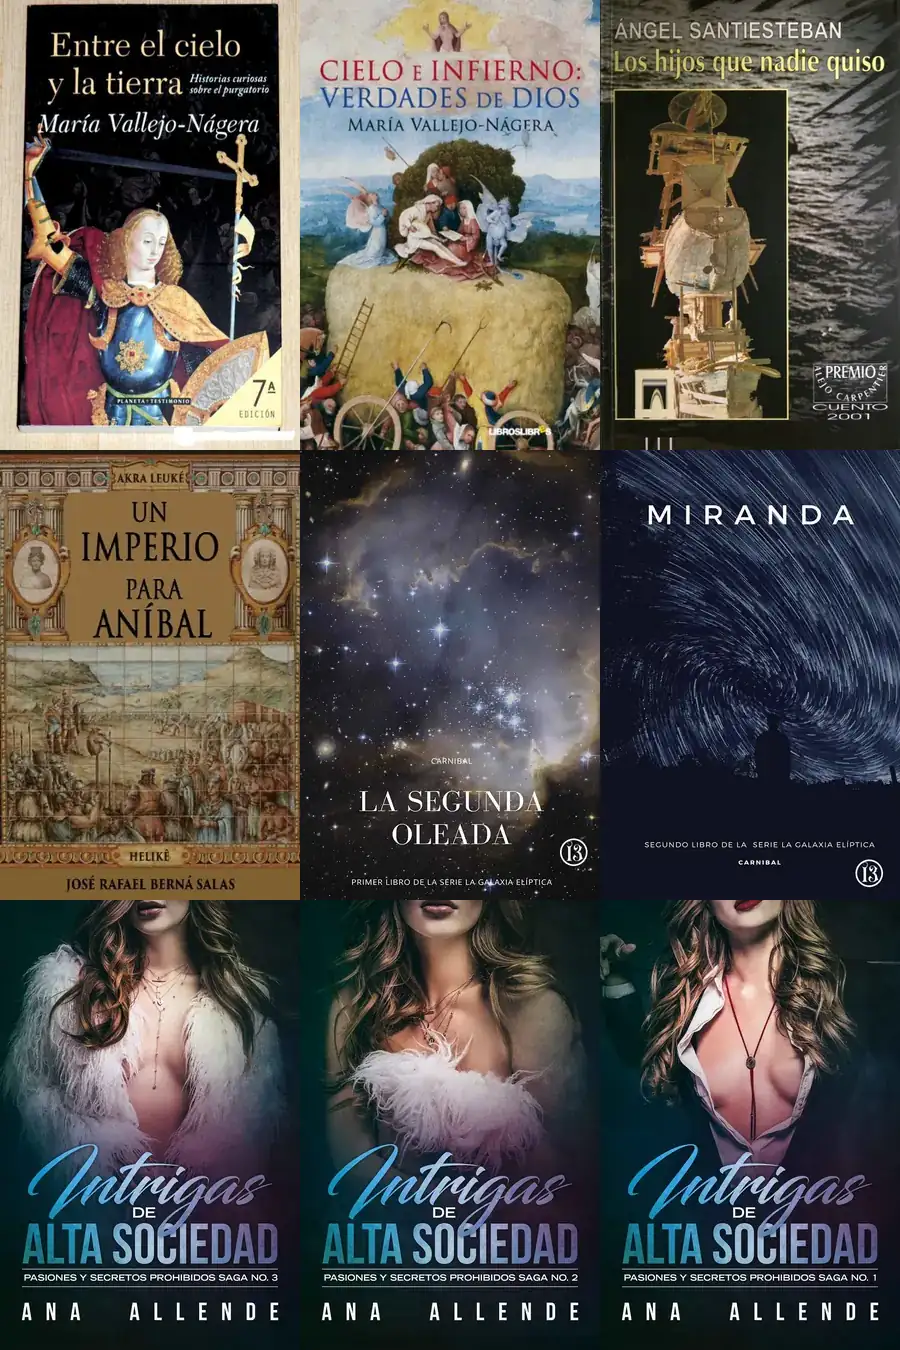 Entre el cielo
y la tierra
Historias curiosas
sobre el purgatorio
María Vallejo-Nágera
PLANETA TESTIMONIO
7ª
EDICIÓN
CIELO E INFIERNO:
VERDADES DE DIOS
MARÍA VALLEJO-NÁGERA
LIBROSLIBRES
ÁNGEL SANTIESTEBAN
Los hijos que nadie quiso
PREMIO
ALEJO CARPENTIER
CUENTO
2001
AKRA LEUKÉ
UN
IMPERIO
PARA
ANÍBAL
HELIKÊ
JOSÉ RAFAEL BERNÁ SALAS
CARNIBAL
LA SEGUNDA
OLEADA
13
PRIMER LIBRO DE LA SERIE LA GALAXIA ELÍPTICA
MIRANDA
SEGUNDO LIBRO DE LA SERIE LA GALAXIA ELÍPTICA
CARNIBAL
13
Intrigas
DE
ALTA SOCIEDAD
PASIONES Y SECRETOS PROHIBIDOS SAGA NO. 3
ANA ALLENDE
Intrigas
DE
ALTA SOCIEDAD
PASIONES Y SECRETOS PROHIBIDOS SAGA NO. 2
ANA ALLENDE
Intrigas
DE
ALTA SOCIEDAD
PASIONES Y SECRETOS PROHIBIDOS SAGA NO. 1
ANA ALLENDE